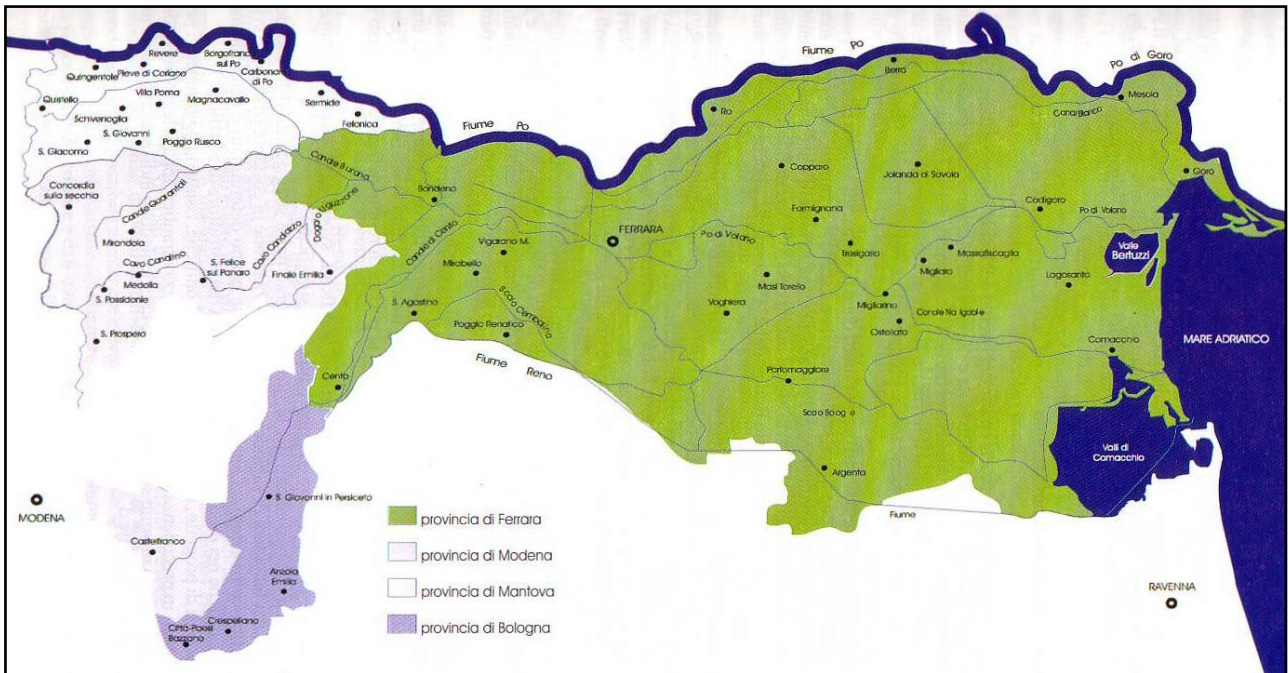 Revere
Borgofranco
sul Po
Quingentole
Pieve di Coriano
Carbonara
di Po
Quistello
Villa Poma
Magnacavallo
Schivenoglia
Sermide
Felonica
S. Giovanni
S. Giacomo
Poggio Rusco
Concordia
sulla secchia
Canale Quarantoli
Mirandola
Cavo Canalino
Medolla
S. Felice
sul Panaro
S. Possidonie
S. Prospero
Finale Emilia
Canale Burana
Bondeno
Canale di Cento
Vigarano M.
Mirabello
S. Agostino
Poggio Renatico
Cento
Fiume Reno
Fiume Po
Fiume Po
Po di Goro
Ro
Berra
Mesola
Canal Bianco
Goro
Copparo
Jolanda di Savoia
Formignana
Codigoro
Po di Volano
FERRARA
Po di Volano
Tresigallo
Massafiscaglia
Migliaro
Valle
Bertuzzi
Lagosanto
Masi Torello
Voghiera
Migliarino
Ostellato
Canale Navigabile
Comacchio
MARE ADRIATICO
Portomaggiore
Valli di
Comacchio
Argenta
Fiume
MODENA
S. Giovanni in Persiceto
Castelfranco
Anzola
Emilia
Crespellano
Bazzano
RAVENNA
provincia di Ferrara
provincia di Modena
provincia di Mantova
provincia di Bologna